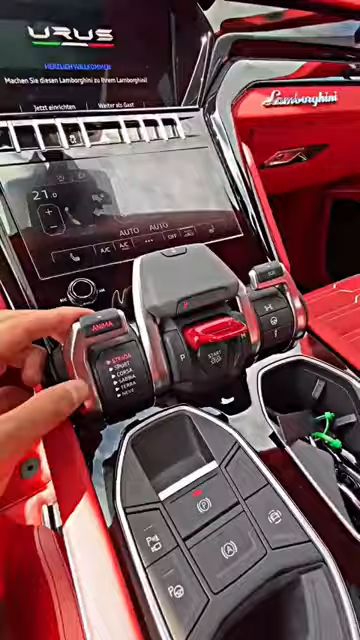 URUS
HERZLICH WILLKOMMEN
Machen Sie diesen Lamborghini zu Ihrem Lamborghini!
Jetzt einrichten
Weiter als Gast
Lamborghini
21.0
AUTO AUTO
A/C
A/C
OFF
ANIMA
STRADA
SPORT
CORSA
SABBIA
TERRA
NEVE
P
START
M
(P)
(A)
P